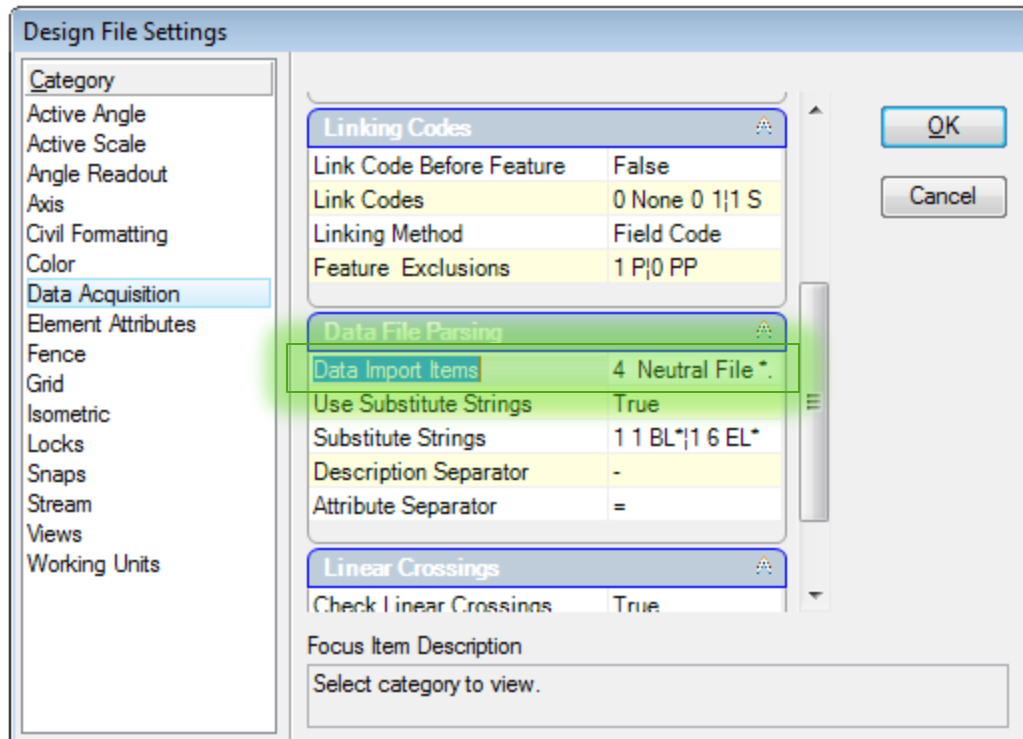 Design File Settings
Category
Active Angle
Active Scale
Angle Readout
Axis
Civil Formatting
Color
Data Acquisition
Element Attributes
Fence
Grid
Isometric
Locks
Snaps
Stream
Views
Working Units
Linking Codes
Link Code Before Feature False
Link Codes 0 None 0 1¦1 S
Linking Method Field Code
Feature Exclusions 1 P¦0 PP
Data File Parsing
Data Import Items 4 Neutral File *.
Use Substitute Strings True
Substitute Strings 1 1 BL*¦1 6 EL*
Description Separator -
Attribute Separator =
Linear Crossings
Check Linear Crossings True
Focus Item Description
Select category to view.
OK
Cancel